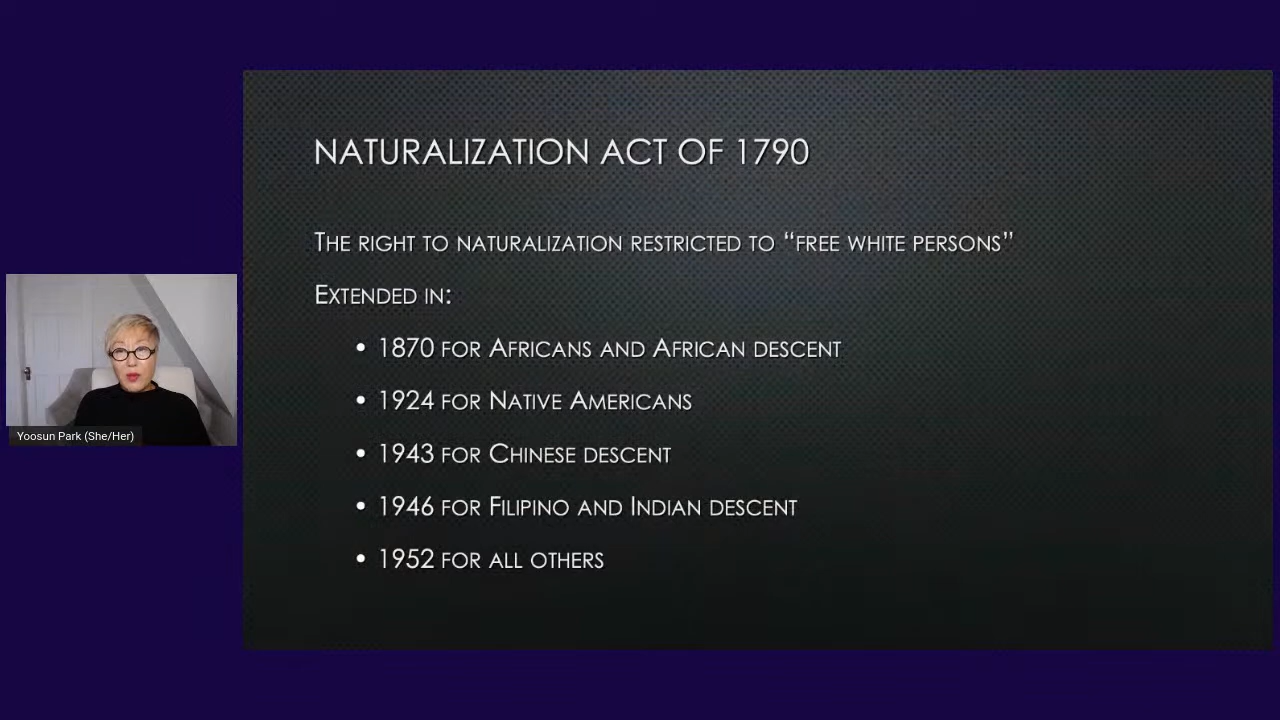 NATURALIZATION ACT OF 1790
THE RIGHT TO NATURALIZATION RESTRICTED TO “FREE WHITE PERSONS”
EXTENDED IN:
• 1870 FOR AFRICANS AND AFRICAN DESCENT
• 1924 FOR NATIVE AMERICANS
• 1943 FOR CHINESE DESCENT
• 1946 FOR FILIPINO AND INDIAN DESCENT
• 1952 FOR ALL OTHERS
Yoosun Park (She/Her)